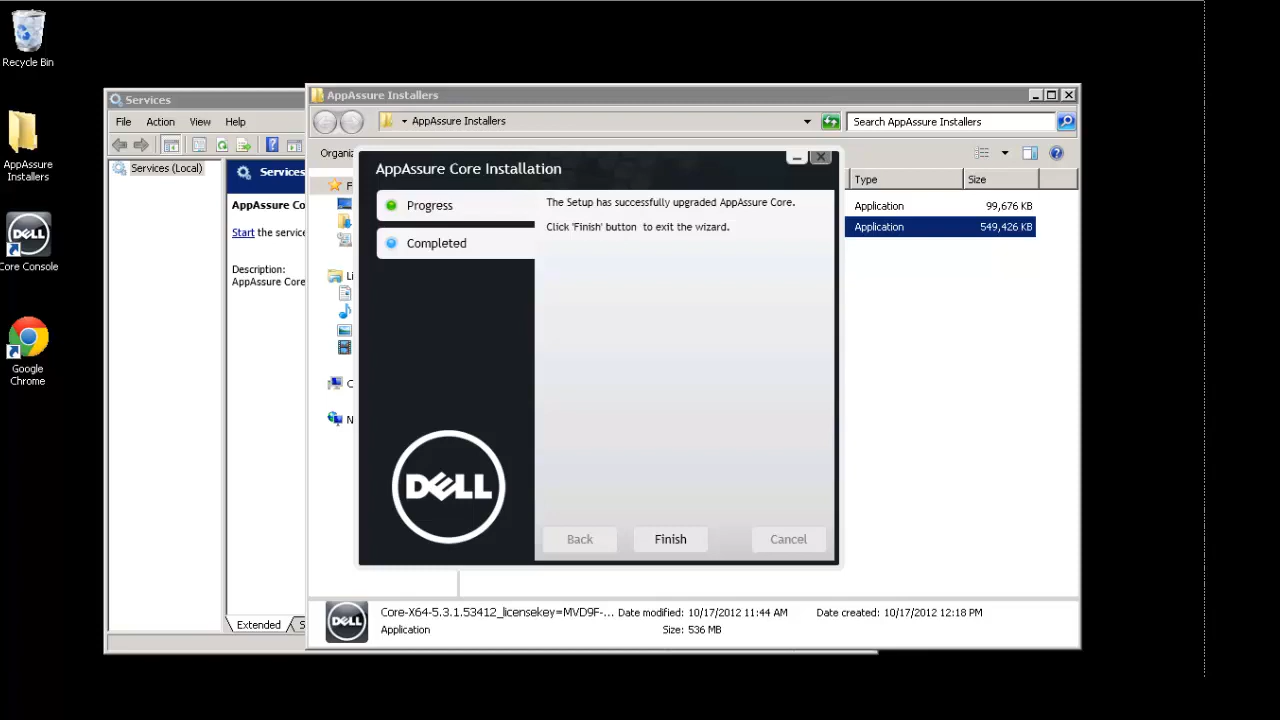 Recycle Bin
AppAssure
Installers
Core Console
Google
Chrome
Services
File Action View Help
Services (Local)
Services
AppAssure Co
Start the service
Description:
AppAssure Core
Extended
AppAssure Installers
AppAssure Installers
Search AppAssure Installers
Organiz
Type Size
Application 99,676 KB
Application 549,426 KB
AppAssure Core Installation
Progress
Completed
The Setup has successfully upgraded AppAssure Core.
Click 'Finish' button to exit the wizard.
DELL
Back Finish Cancel
DELL
Core-X64-5.3.1.53412_licensekey=MVD9F-... Date modified: 10/17/2012 11:44 AM Date created: 10/17/2012 12:18 PM
Application Size: 536 MB